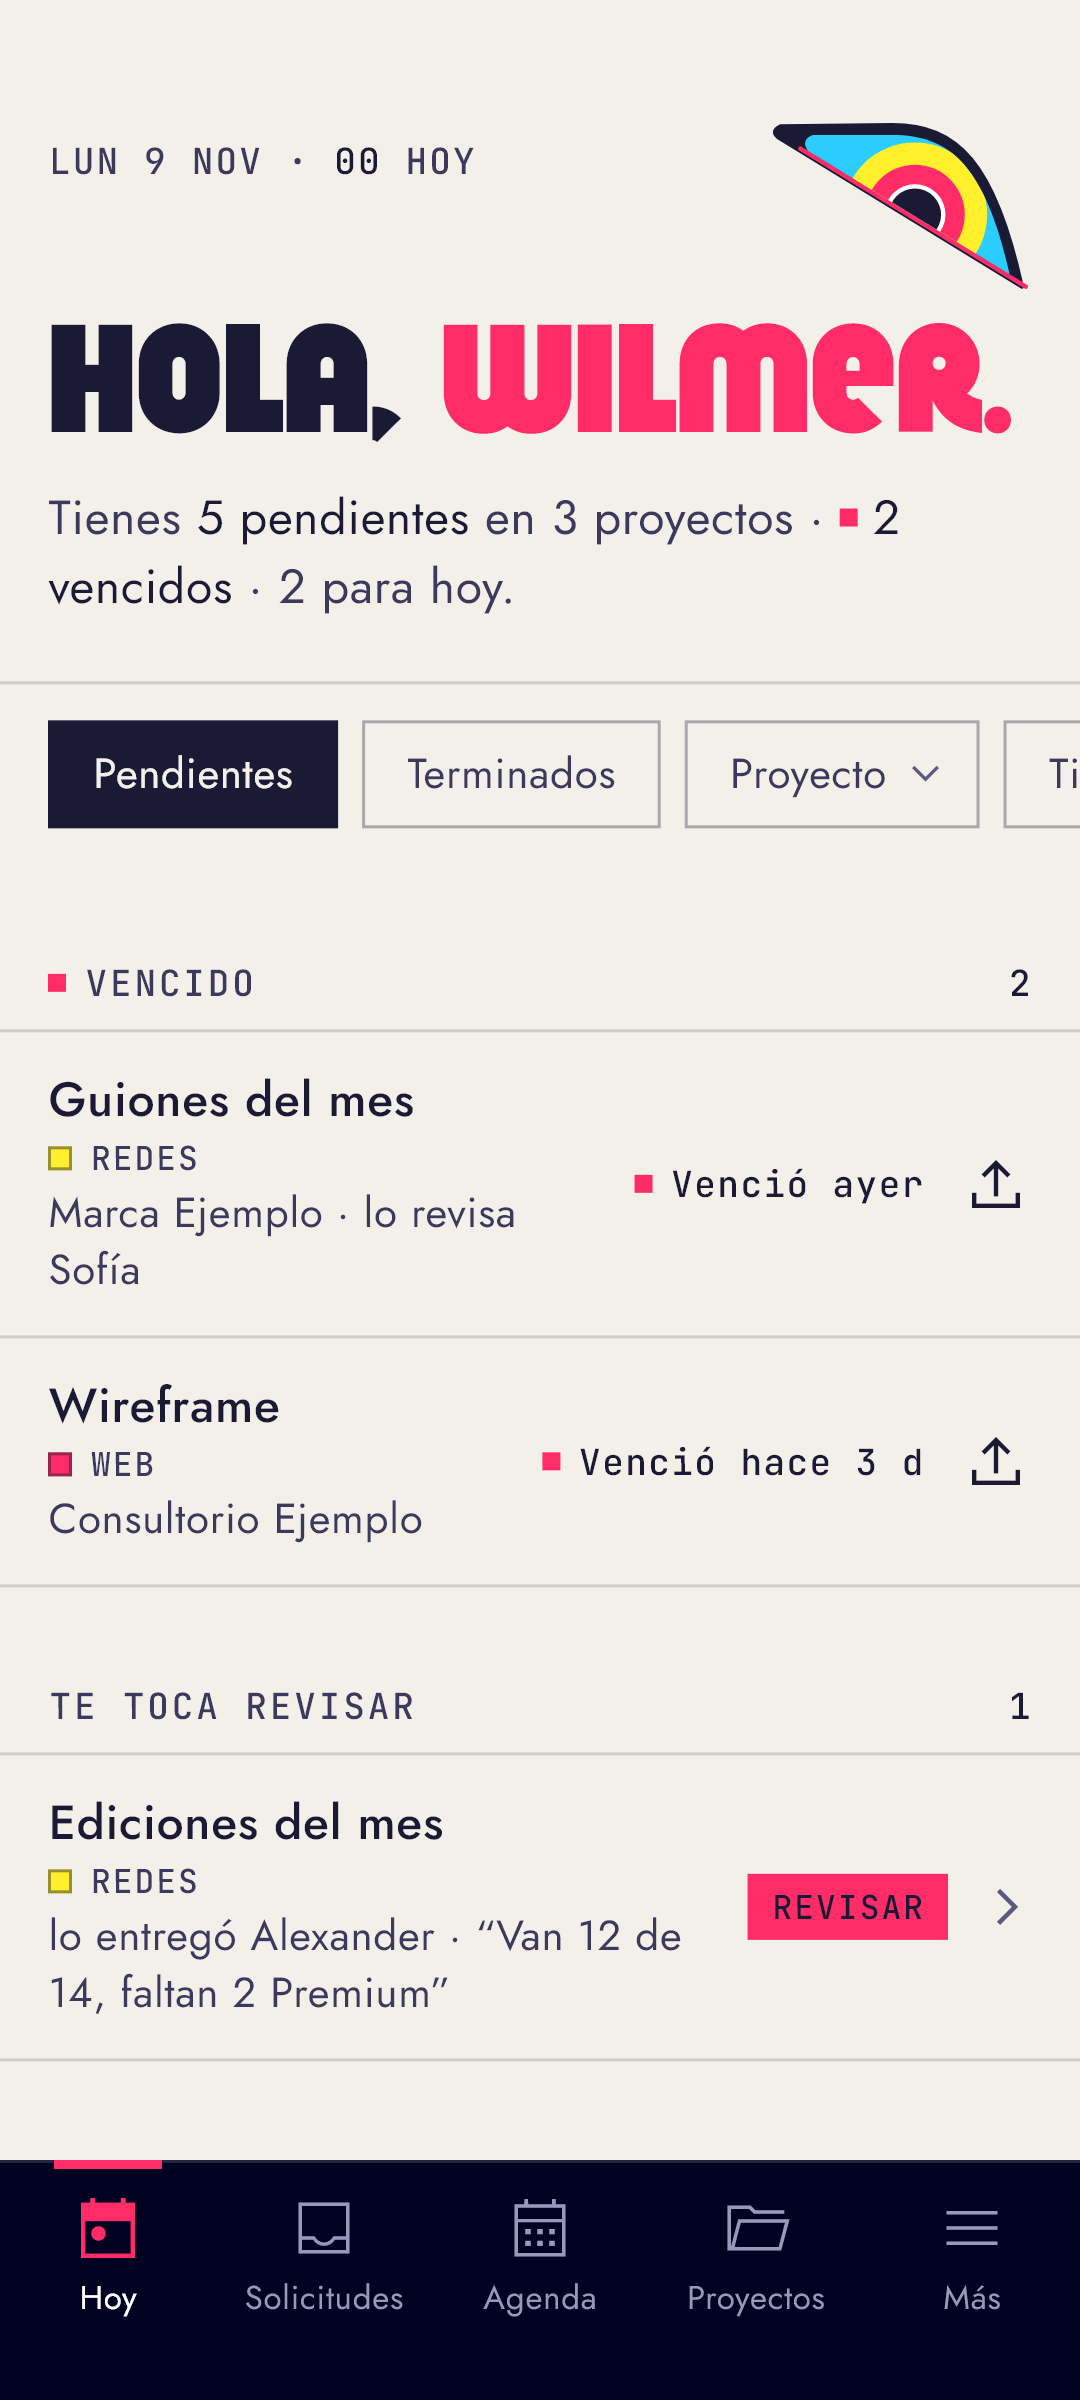 LUN 9 NOV · 00 HOY
HOLA, WILMER.
Tienes 5 pendientes en 3 proyectos · 2
vencidos · 2 para hoy.
Pendientes
Terminados
Proyecto
Ti
VENCIDO
2
Guiones del mes
REDES
Marca Ejemplo · lo revisa
Sofía
Venció ayer
Wireframe
WEB
Consultorio Ejemplo
Venció hace 3 d
TE TOCA REVISAR
1
Ediciones del mes
REDES
lo entregó Alexander · “Van 12 de
14, faltan 2 Premium”
REVISAR
Hoy
Solicitudes
Agenda
Proyectos
Más